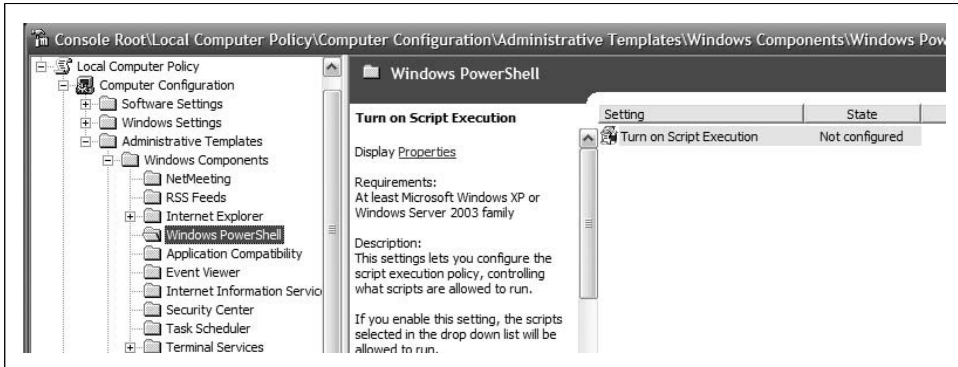 Console Root\Local Computer Policy\Computer Configuration\Administrative Templates\Windows Components\Windows Pow
Local Computer Policy
Computer Configuration
Software Settings
Windows Settings
Administrative Templates
Windows Components
NetMeeting
RSS Feeds
Internet Explorer
Windows PowerShell
Application Compatibility
Event Viewer
Internet Information Servic
Security Center
Task Scheduler
Terminal Services
Windows PowerShell
Turn on Script Execution
Display Properties
Requirements:
At least Microsoft Windows XP or
Windows Server 2003 family
Description:
This settings lets you configure the
script execution policy, controlling
what scripts are allowed to run.
If you enable this setting, the scripts
selected in the drop down list will be
allowed to run.
Setting State
Turn on Script Execution Not configured